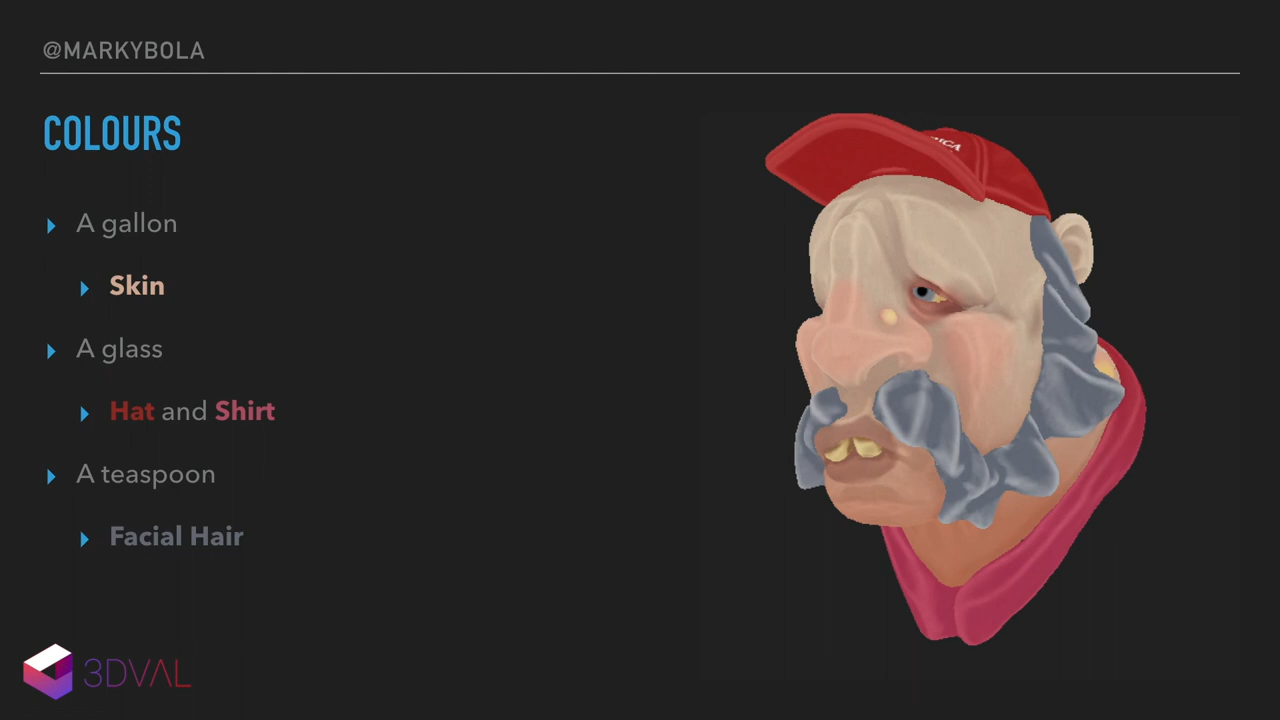 @MARKYBOLA
COLOURS
A gallon
Skin
A glass
Hat and Shirt
A teaspoon
Facial Hair
3DVAL